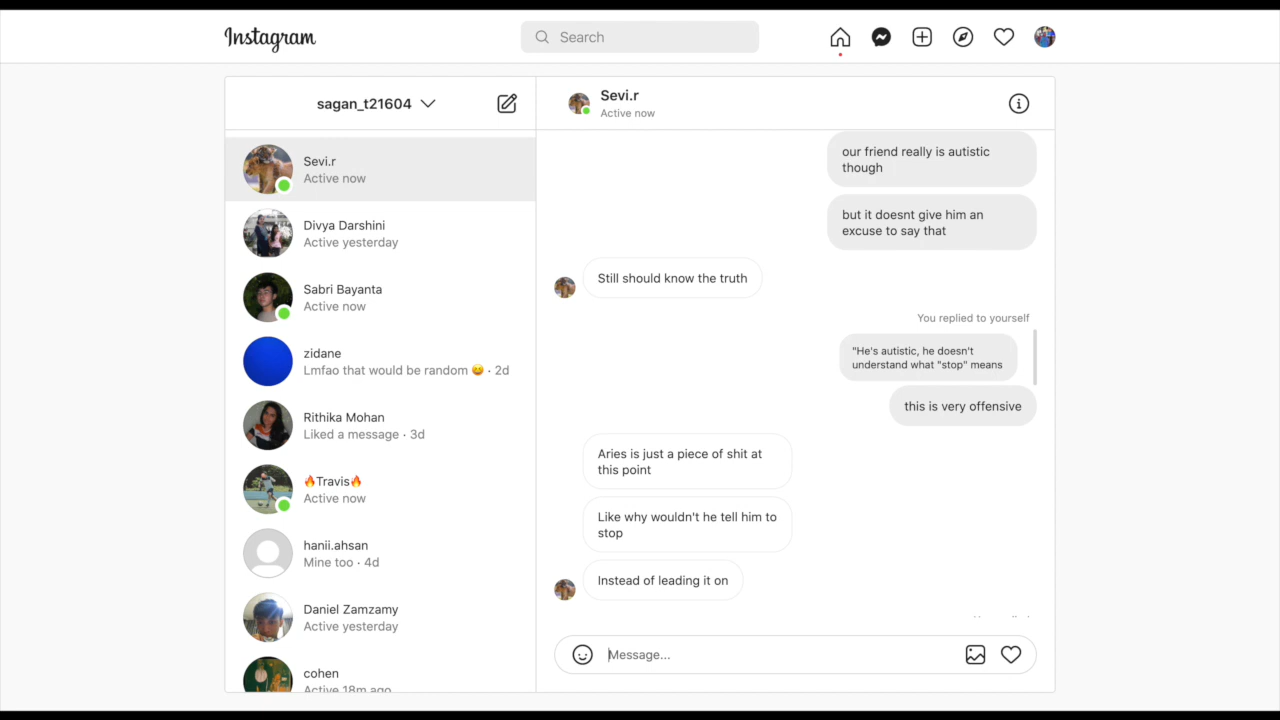 Instagram
Search
sagan_t21604
Sevi.r
Active now
Sevi.r
Active now
Divya Darshini
Active yesterday
Sabri Bayanta
Active now
zidane
Lmfao that would be random 😄 · 2d
Rithika Mohan
Liked a message · 3d
🔥Travis🔥
Active now
hanii.ahsan
Mine too · 4d
Daniel Zamzamy
Active yesterday
cohen
Active 18m ago
our friend really is autistic
though
but it doesnt give him an
excuse to say that
Still should know the truth
You replied to yourself
"He's autistic, he doesn't
understand what "stop" means
this is very offensive
Aries is just a piece of shit at
this point
Like why wouldn't he tell him to
stop
Instead of leading it on
Message...